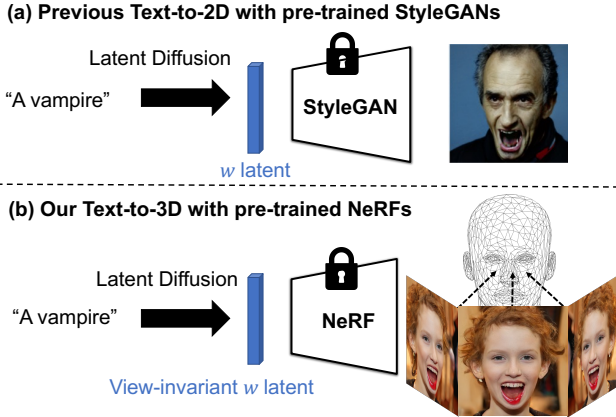 (a) Previous Text-to-2D with pre-trained StyleGANs
Latent Diffusion
“A vampire”
StyleGAN
w latent
(b) Our Text-to-3D with pre-trained NeRFs
Latent Diffusion
“A vampire”
NeRF
View-invariant w latent